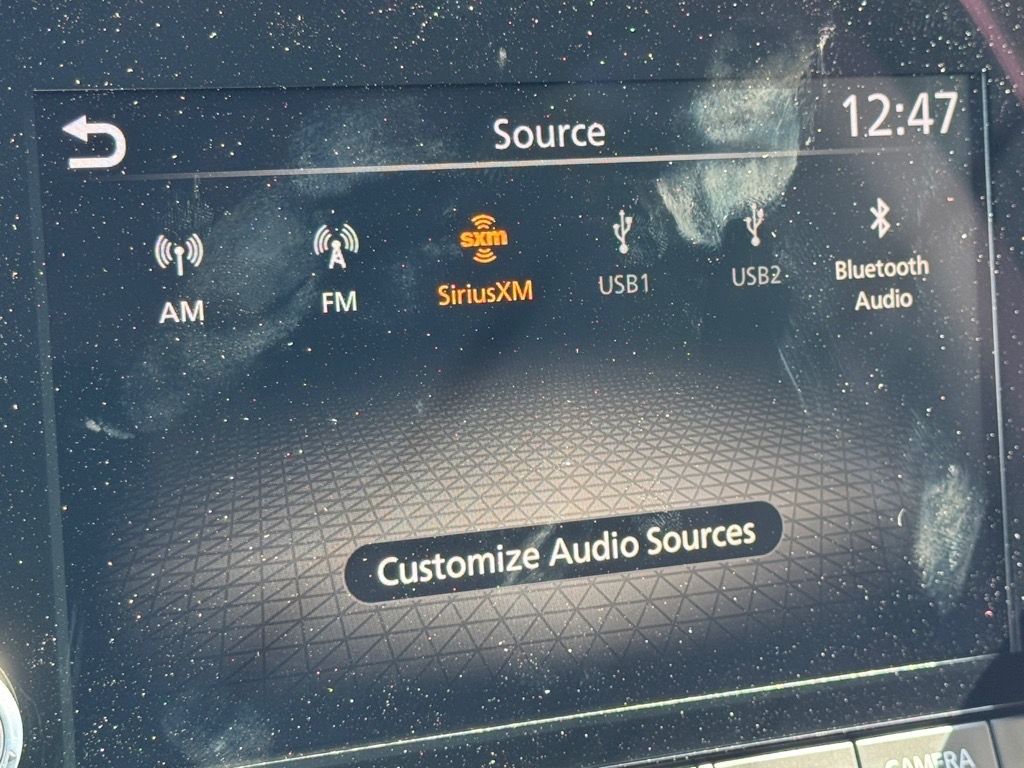 Source
12:47
AM
FM
sxm
SiriusXM
USB1
USB2
Bluetooth
Audio
Customize Audio Sources
CAMERA